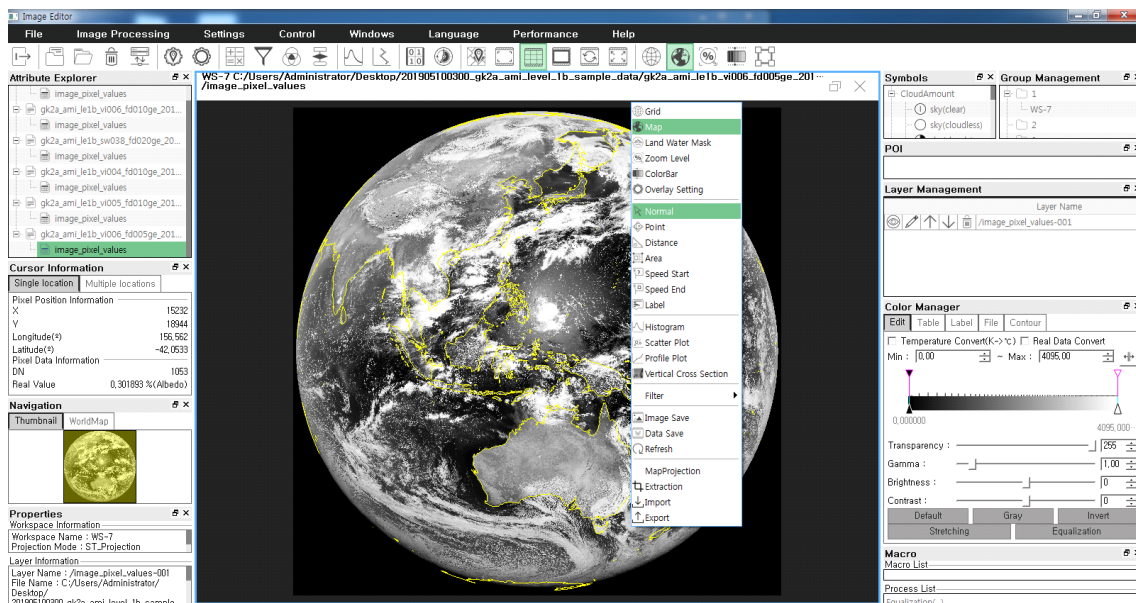 Image Editor
File Image Processing Settings Control Windows Language Performance Help
Attribute Explorer
image_pixel_values
gk2a_ami_le1b_vi006_fd010ge_20...
image_pixel_values
gk2a_ami_le1b_sw038_fd020ge_20...
image_pixel_values
gk2a_ami_le1b_vi004_fd010ge_201...
image_pixel_values
gk2a_ami_le1b_vi005_fd010ge_201...
image_pixel_values
gk2a_ami_le1b_vi006_fd005ge_201...
image_pixel_values
Cursor Information
Single location Multiple locations
Pixel Position Information
X 15232
Y 18944
Longitude(º) 156,562
Latitude(º) -42,0533
Pixel Data Information
DN 1053
Real Value 0,301893 %(Albedo)
Navigation
Thumbnail WorldMap
Properties
Workspace Information
Workspace Name : WS-7
Projection Mode : ST_Projection
Layer Information
Layer Name : /image_pixel_values-001
File Name : C:/Users/Administrator/
Desktop/
201905100300_gk2a_ami_level_1b_sample
WS-7 C:/Users/Administrator/Desktop/201905100300_gk2a_ami_level_1b_sample_data/gk2a_ami_le1b_vi006_fd005ge_201...
/image_pixel_values
Grid
Map
Land Water Mask
Zoom Level
ColorBar
Overlay Setting
Normal
Point
Distance
Area
Speed Start
Speed End
Label
Histogram
Scatter Plot
Profile Plot
Vertical Cross Section
Filter
Image Save
Data Save
Refresh
MapProjection
Extraction
Import
Export
Symbols
CloudAmount
sky(clear)
sky(cloudless)
Group Management
1
WS-7
2
POI
Layer Management
Layer Name
/image_pixel_values-001
Color Manager
Edit Table Label File Contour
Temperature Convert(K->℃) Real Data Convert
Min : 0,00 ~ Max : 4095,00
0,000000
4095,000...
Transparency : 255
Gamma : 1,00
Brightness : 0
Contrast : 0
Default Gray Invert
Stretching Equalization
Macro
Macro List
Process List
Equalization(,,)